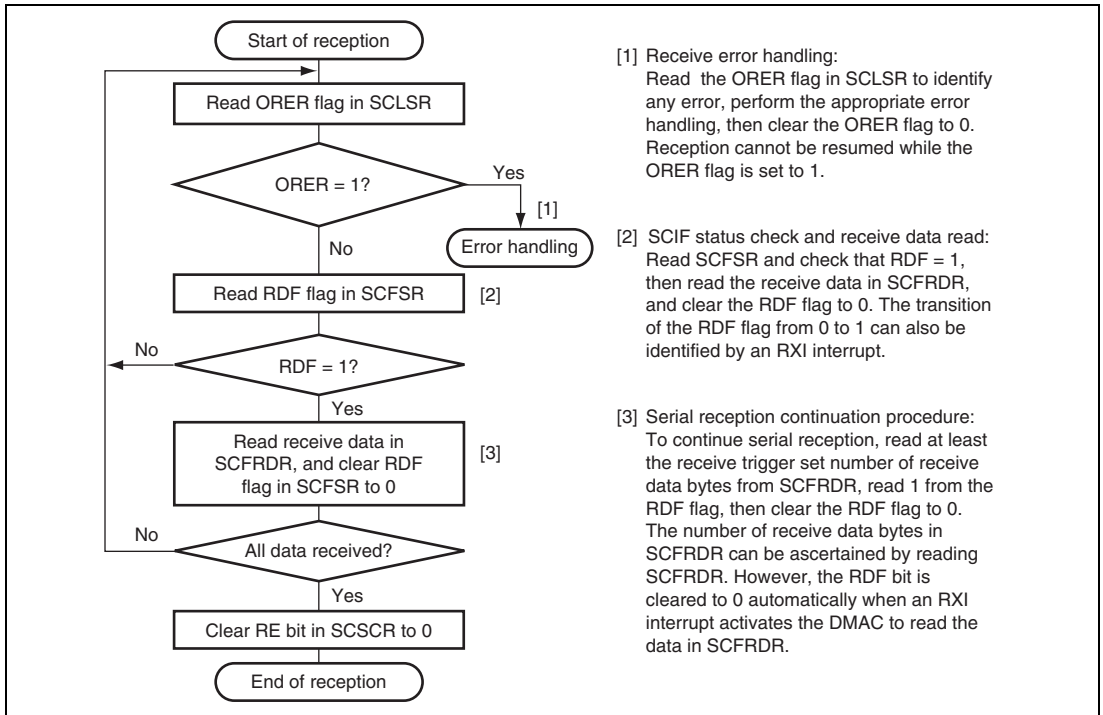 Start of reception
Read ORER flag in SCLSR
ORER = 1?
Yes
[1]
Error handling
No
Read RDF flag in SCFSR
[2]
No
RDF = 1?
Yes
Read receive data in
SCFRDR, and clear RDF
flag in SCFSR to 0
[3]
No
All data received?
Yes
Clear RE bit in SCSCR to 0
End of reception
[1] Receive error handling:
Read the ORER flag in SCLSR to identify
any error, perform the appropriate error
handling, then clear the ORER flag to 0.
Reception cannot be resumed while the
ORER flag is set to 1.
[2] SCIF status check and receive data read:
Read SCFSR and check that RDF = 1,
then read the receive data in SCFRDR,
and clear the RDF flag to 0. The transition
of the RDF flag from 0 to 1 can also be
identified by an RXI interrupt.
[3] Serial reception continuation procedure:
To continue serial reception, read at least
the receive trigger set number of receive
data bytes from SCFRDR, read 1 from the
RDF flag, then clear the RDF flag to 0.
The number of receive data bytes in
SCFRDR can be ascertained by reading
SCFRDR. However, the RDF bit is
cleared to 0 automatically when an RXI
interrupt activates the DMAC to read the
data in SCFRDR.